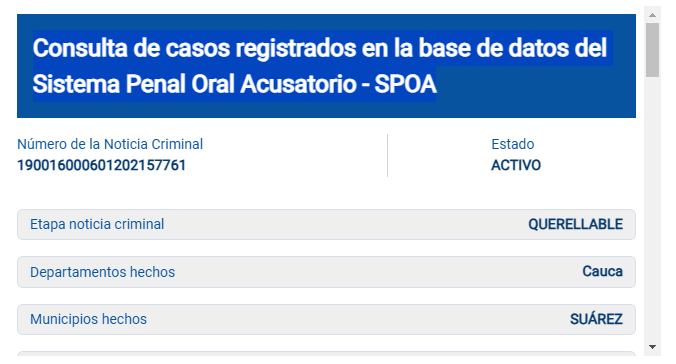 Consulta de casos registrados en la base de datos del
Sistema Penal Oral Acusatorio - SPOA
Número de la Noticia Criminal
Estado
190016000601202157761
ACTIVO
Etapa noticia criminal
QUERELLABLE
Departamentos hechos
Cauca
Municipios hechos
SUÁREZ